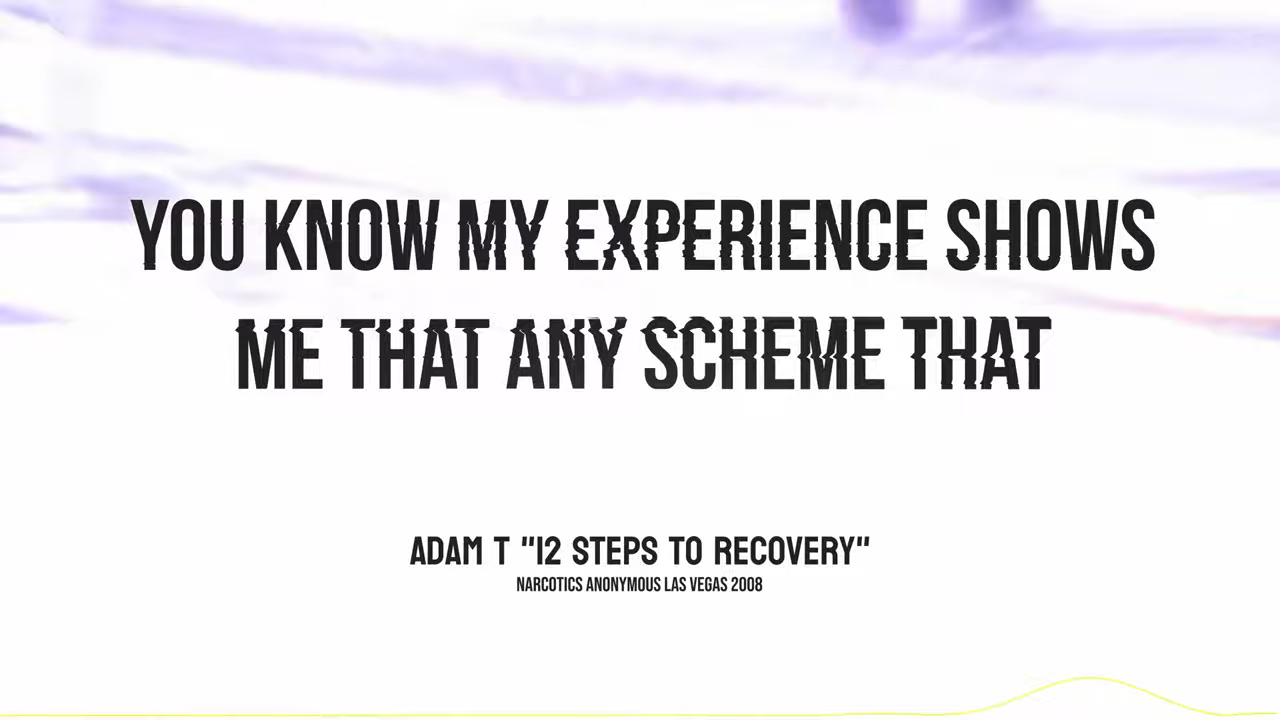 YOU KNOW MY EXPERIENCE SHOWS
ME THAT ANY SCHEME THAT
ADAM T "12 STEPS TO RECOVERY"
NARCOTICS ANONYMOUS LAS VEGAS 2008